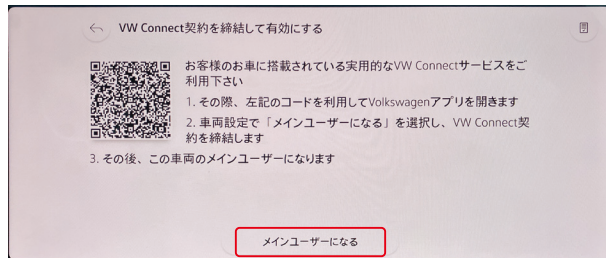 VW Connect契約を締結して有効にする
お客様のお車に搭載されている実用的なVW Connectサービスをご
利用下さい
1. その際、左記のコードを利用してVolkswagenアプリを開きます
2. 車両設定で「メインユーザーになる」を選択し、VW Connect契
約を締結します
3. その後、この車両のメインユーザーになります
メインユーザーになる